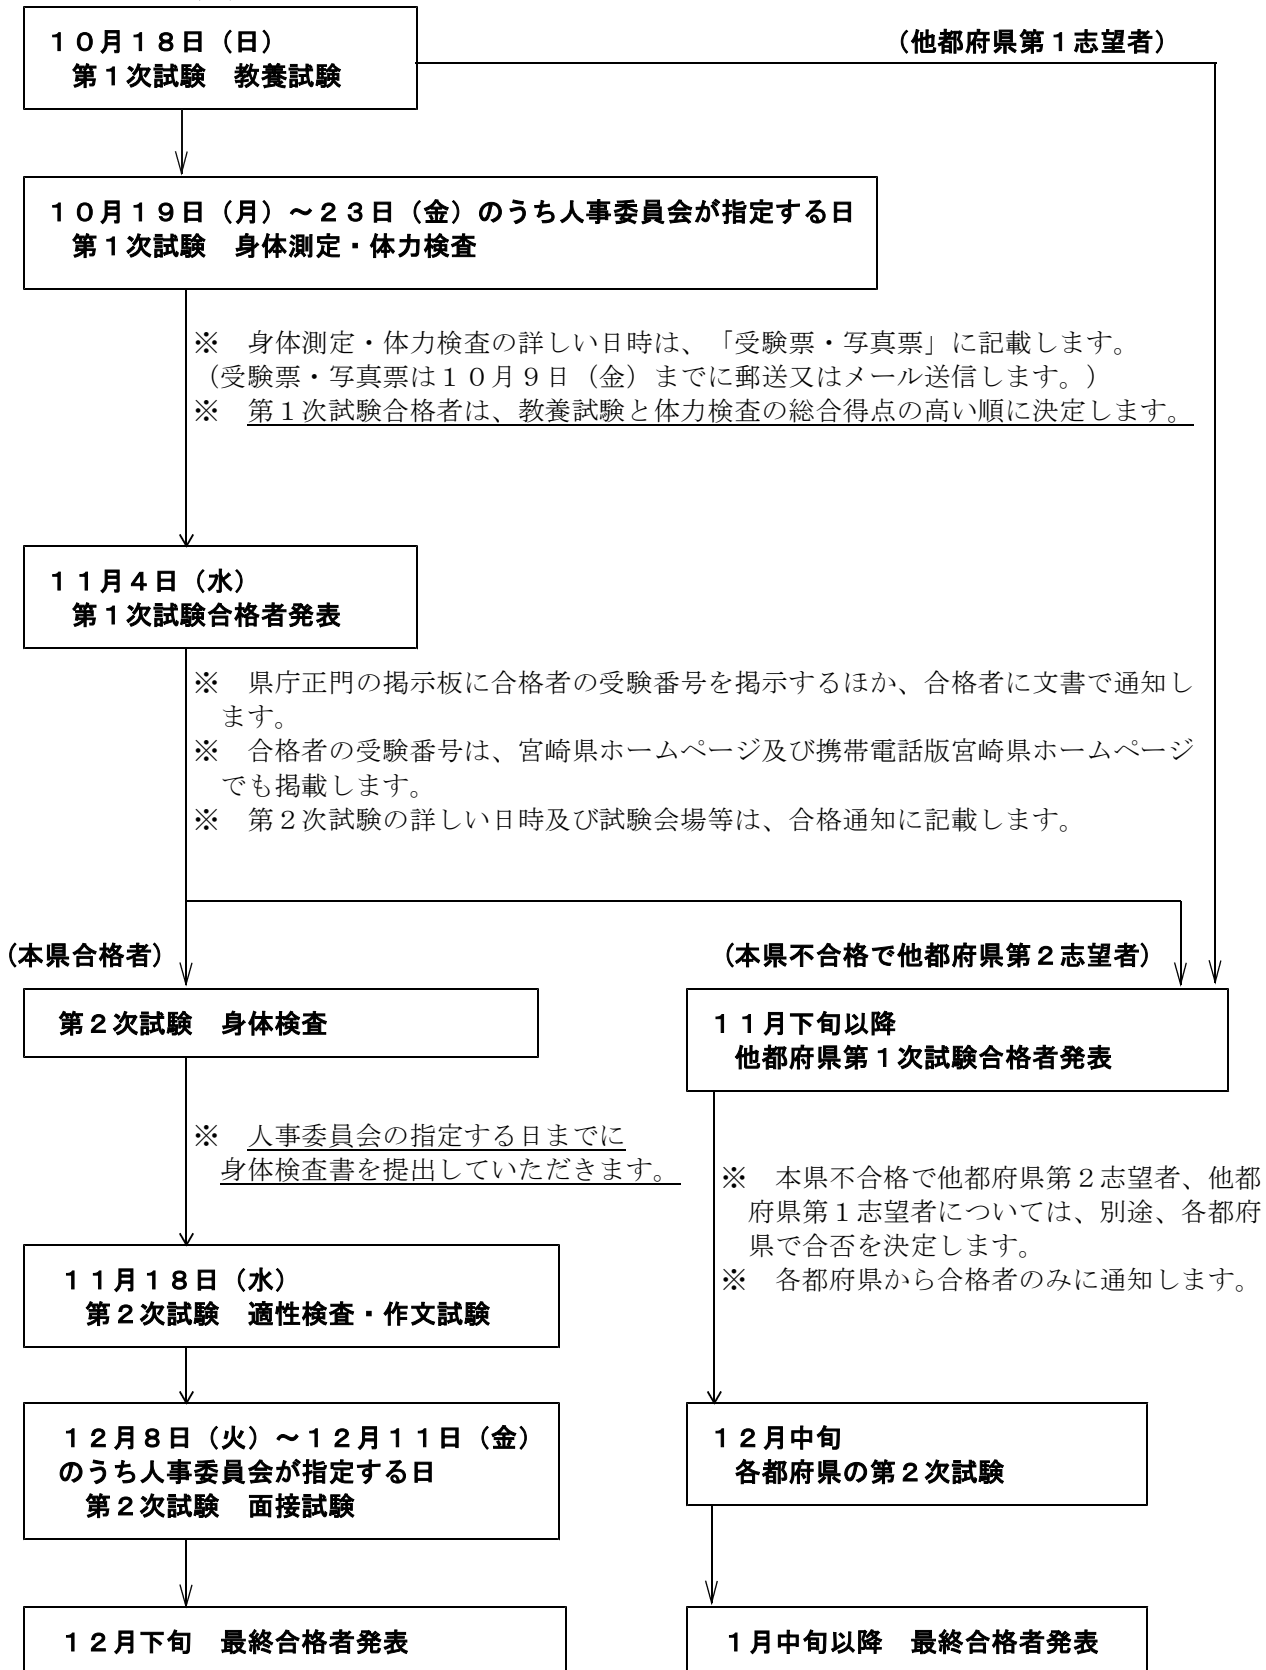 １０月１８日（日）
（他都府県第１志望者）
第１次試験　教養試験
１０月１９日（月）～２３日（金）のうち人事委員会が指定する日
第１次試験　身体測定・体力検査
※　身体測定・体力検査の詳しい日時は、「受験票・写真票」に記載します。
（受験票・写真票は１０月９日（金）までに郵送又はメール送信します。）
※　第１次試験合格者は、教養試験と体力検査の総合得点の高い順に決定します。
１１月４日（水）
第１次試験合格者発表
※　県庁正門の掲示板に合格者の受験番号を掲示するほか、合格者に文書で通知し
ます。
※　合格者の受験番号は、宮崎県ホームページ及び携帯電話版宮崎県ホームページ
でも掲載します。
※　第２次試験の詳しい日時及び試験会場等は、合格通知に記載します。
（本県合格者）
（本県不合格で他都府県第２志望者）
第２次試験　身体検査
１１月下旬以降
他都府県第１次試験合格者発表
※　人事委員会の指定する日までに
身体検査書を提出していただきます。
※　本県不合格で他都府県第２志望者、他都
府県第１志望者については、別途、各都府
県で合否を決定します。
※　各都府県から合格者のみに通知します。
１１月１８日（水）
第２次試験　適性検査・作文試験
１２月８日（火）～１２月１１日（金）
のうち人事委員会が指定する日
第２次試験　面接試験
１２月中旬
各都府県の第２次試験
１２月下旬　最終合格者発表
１月中旬以降　最終合格者発表